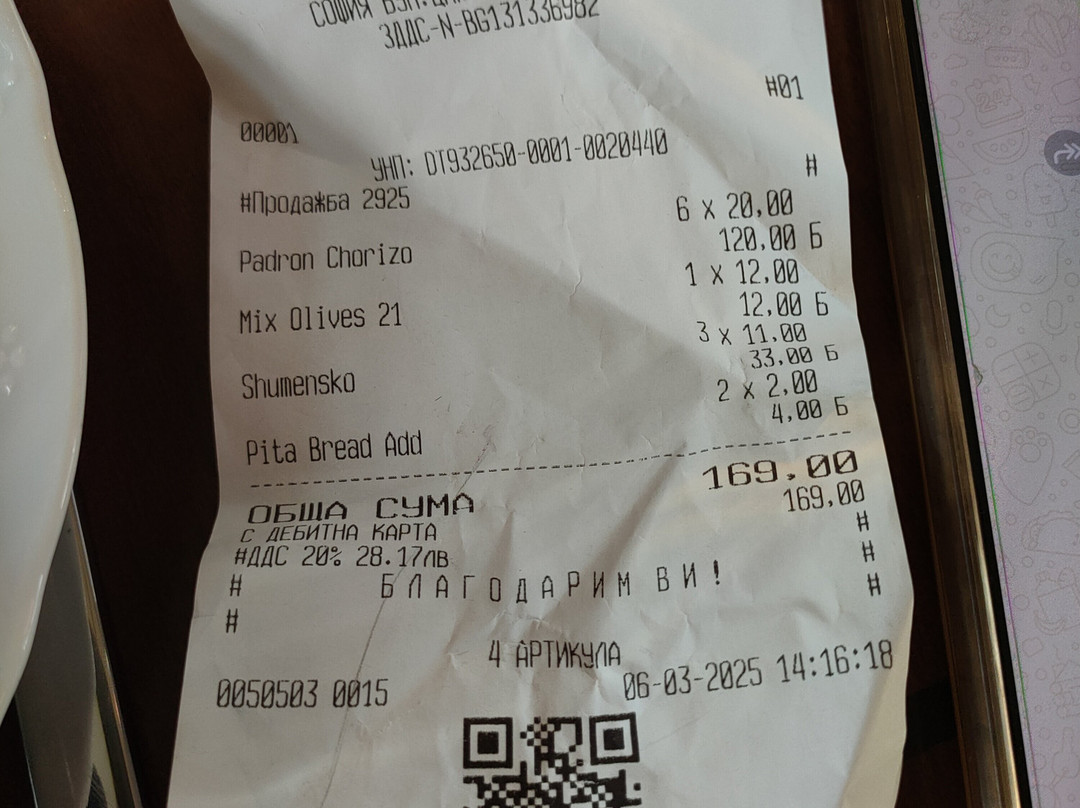 СОФИЯ
ЗДДС-N-BG131336982
#01
00001
УНП: DT932650-0001-0020440
#
#Продажба 2925
6 x 20,00
120,00 Б
Padron Chorizo
1 x 12,00
12,00 Б
Mix Olives 21
3 x 11,00
33,00 Б
Shumensko
2 x 2,00
4,00 Б
Pita Bread Add
ОБЩА СУМА 169,00
С ДЕБИТНА КАРТА 169,00
#ДДС 20% 28.17лв #
# БЛАГОДАРИМ ВИ! #
# #
4 АРТИКУЛА
0050503 0015 06-03-2025 14:16:18